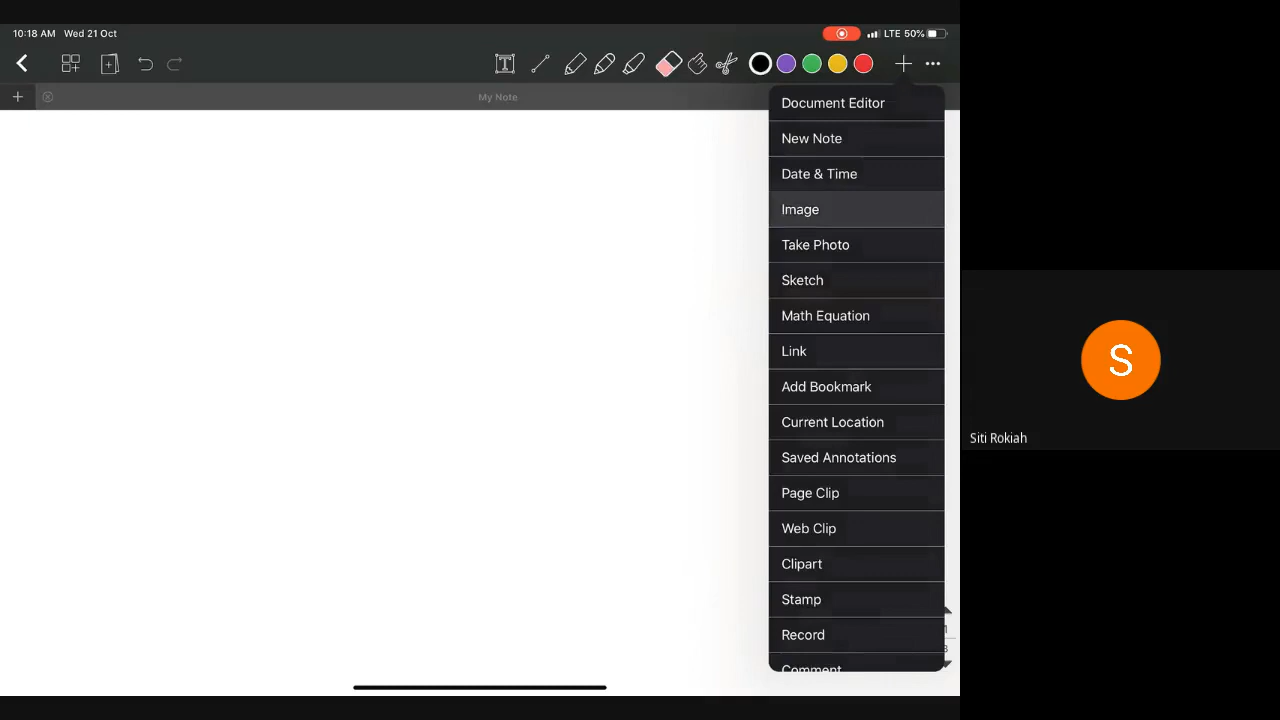 10:18 AM Wed 21 Oct
LTE 50%
T
My Note
Document Editor
New Note
Date & Time
Image
Take Photo
Sketch
Math Equation
Link
Add Bookmark
Current Location
Saved Annotations
Page Clip
Web Clip
Clipart
Stamp
Record
Comment
S
Siti Rokiah